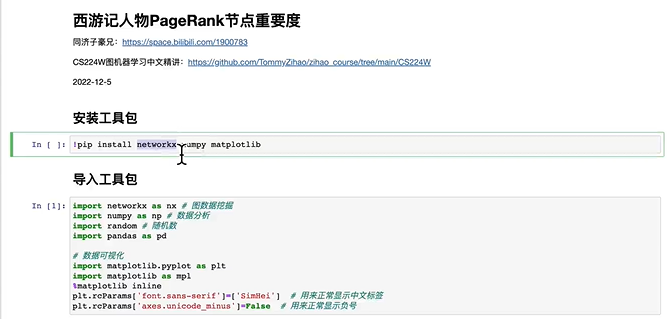 西游记人物PageRank节点重要度
同济子豪兄：https://space.bilibili.com/1900783
CS224W图机器学习中文精讲：https://github.com/TommyZihao/zihao_course/tree/main/CS224W
2022-12-5
安装工具包
In [ ]: !pip install networkx numpy matplotlib
导入工具包
In [1]: import networkx as nx # 图数据挖掘
import numpy as np # 数据分析
import random # 随机数
import pandas as pd
# 数据可视化
import matplotlib.pyplot as plt
import matplotlib as mpl
%matplotlib inline
plt.rcParams['font.sans-serif']=['SimHei'] # 用来正常显示中文标签
plt.rcParams['axes.unicode_minus']=False # 用来正常显示负号